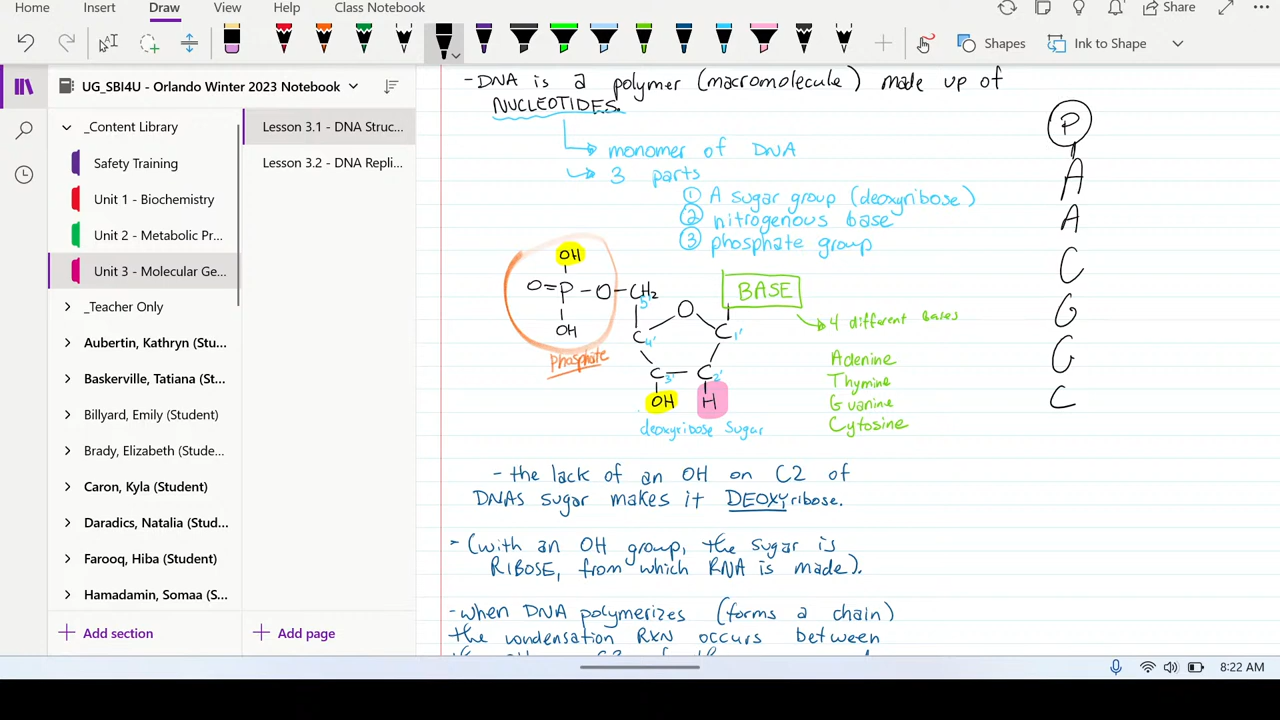 Home Insert Draw View Help Class Notebook Share
Shapes Ink to Shape
UG_SBI4U - Orlando Winter 2023 Notebook
_Content Library
Safety Training
Unit 1 - Biochemistry
Unit 2 - Metabolic Pr...
Unit 3 - Molecular Ge...
_Teacher Only
Aubertin, Kathryn (Stu...
Baskerville, Tatiana (St...
Billyard, Emily (Student)
Brady, Elizabeth (Stude...
Caron, Kyla (Student)
Daradics, Natalia (Stud...
Farooq, Hiba (Student)
Hamadamin, Somaa (S...
Add section
Lesson 3.1 - DNA Struc...
Lesson 3.2 - DNA Repli...
Add page
-DNA is a polymer (macromolecule) made up of
NUCLEOTIDES.
monomer of DNA
3 parts
① A sugar group (deoxyribose)
② nitrogenous base
③ phosphate group
OH
O=P-O-CH2
OH
Phosphate
5'
O
C 4'
C 1'
C 3'
C 2'
OH H
deoxyribose sugar
BASE
4 different bases
Adenine
Thymine
Guanine
Cytosine
P
A
A
C
G
G
C
- the lack of an OH on C2 of
DNAS sugar makes it DEOXYribose.
- (with an OH group, the sugar is
RIBOSE, from which RNA is made).
-when DNA polymerizes (forms a chain)
the condensation RXN occurs between
8:22 AM